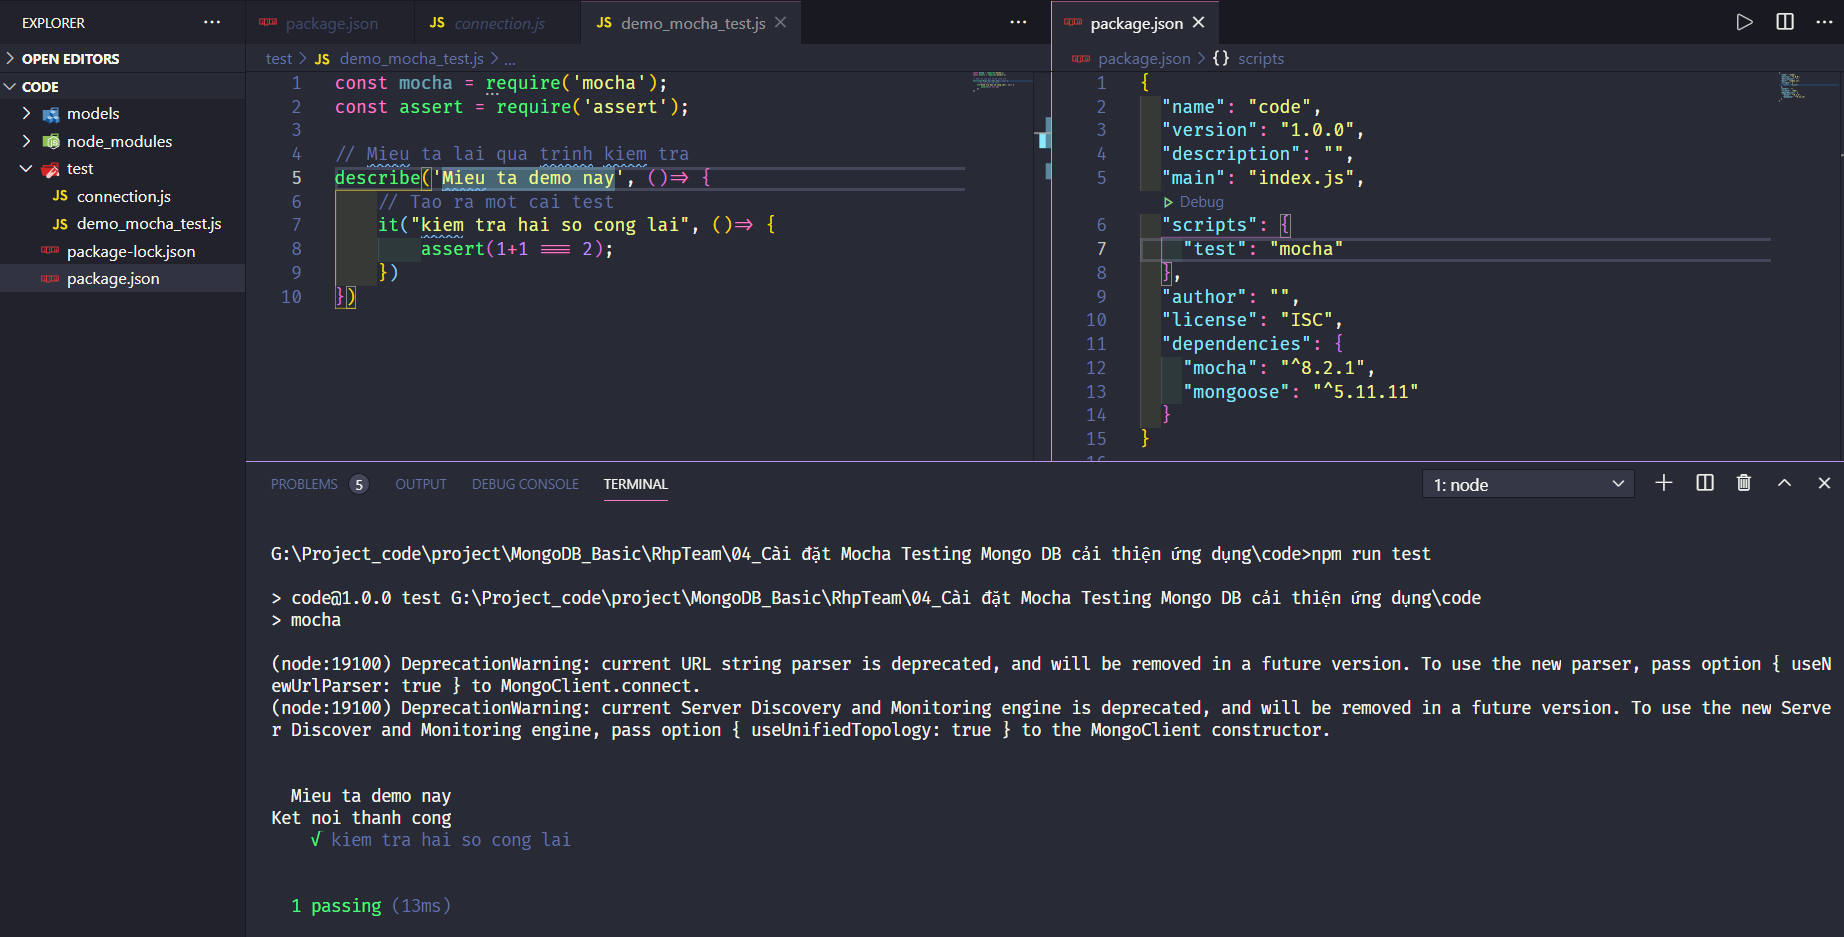 EXPLORER
OPEN EDITORS
CODE
models
node_modules
test
JS connection.js
JS demo_mocha_test.js
package-lock.json
package.json
package.json
JS connection.js
JS demo_mocha_test.js
test > JS demo_mocha_test.js > ...
1 const mocha = require('mocha');
2 const assert = require('assert');
3
4 // Mieu ta lai qua trinh kiem tra
5 describe('Mieu ta demo nay', ()=> {
6 // Tao ra mot cai test
7 it("kiem tra hai so cong lai", ()=> {
8 assert(1+1 === 2);
9 })
10 })
package.json
package.json > {} scripts
1 {
2 "name": "code",
3 "version": "1.0.0",
4 "description": "",
5 "main": "index.js",
Debug
6 "scripts": {
7 "test": "mocha"
8 },
9 "author": "",
10 "license": "ISC",
11 "dependencies": {
12 "mocha": "^8.2.1",
13 "mongoose": "^5.11.11"
14 }
15 }
16
PROBLEMS 5 OUTPUT DEBUG CONSOLE TERMINAL
1: node
G:\Project_code\project\MongoDB_Basic\RhpTeam\04_Cài đặt Mocha Testing Mongo DB cải thiện ứng dụng\code>npm run test
> code@1.0.0 test G:\Project_code\project\MongoDB_Basic\RhpTeam\04_Cài đặt Mocha Testing Mongo DB cải thiện ứng dụng\code
> mocha
(node:19100) DeprecationWarning: current URL string parser is deprecated, and will be removed in a future version. To use the new parser, pass option { useN
ewUrlParser: true } to MongoClient.connect.
(node:19100) DeprecationWarning: current Server Discovery and Monitoring engine is deprecated, and will be removed in a future version. To use the new Serve
r Discover and Monitoring engine, pass option { useUnifiedTopology: true } to the MongoClient constructor.
Mieu ta demo nay
Ket noi thanh cong
√ kiem tra hai so cong lai
1 passing (13ms)